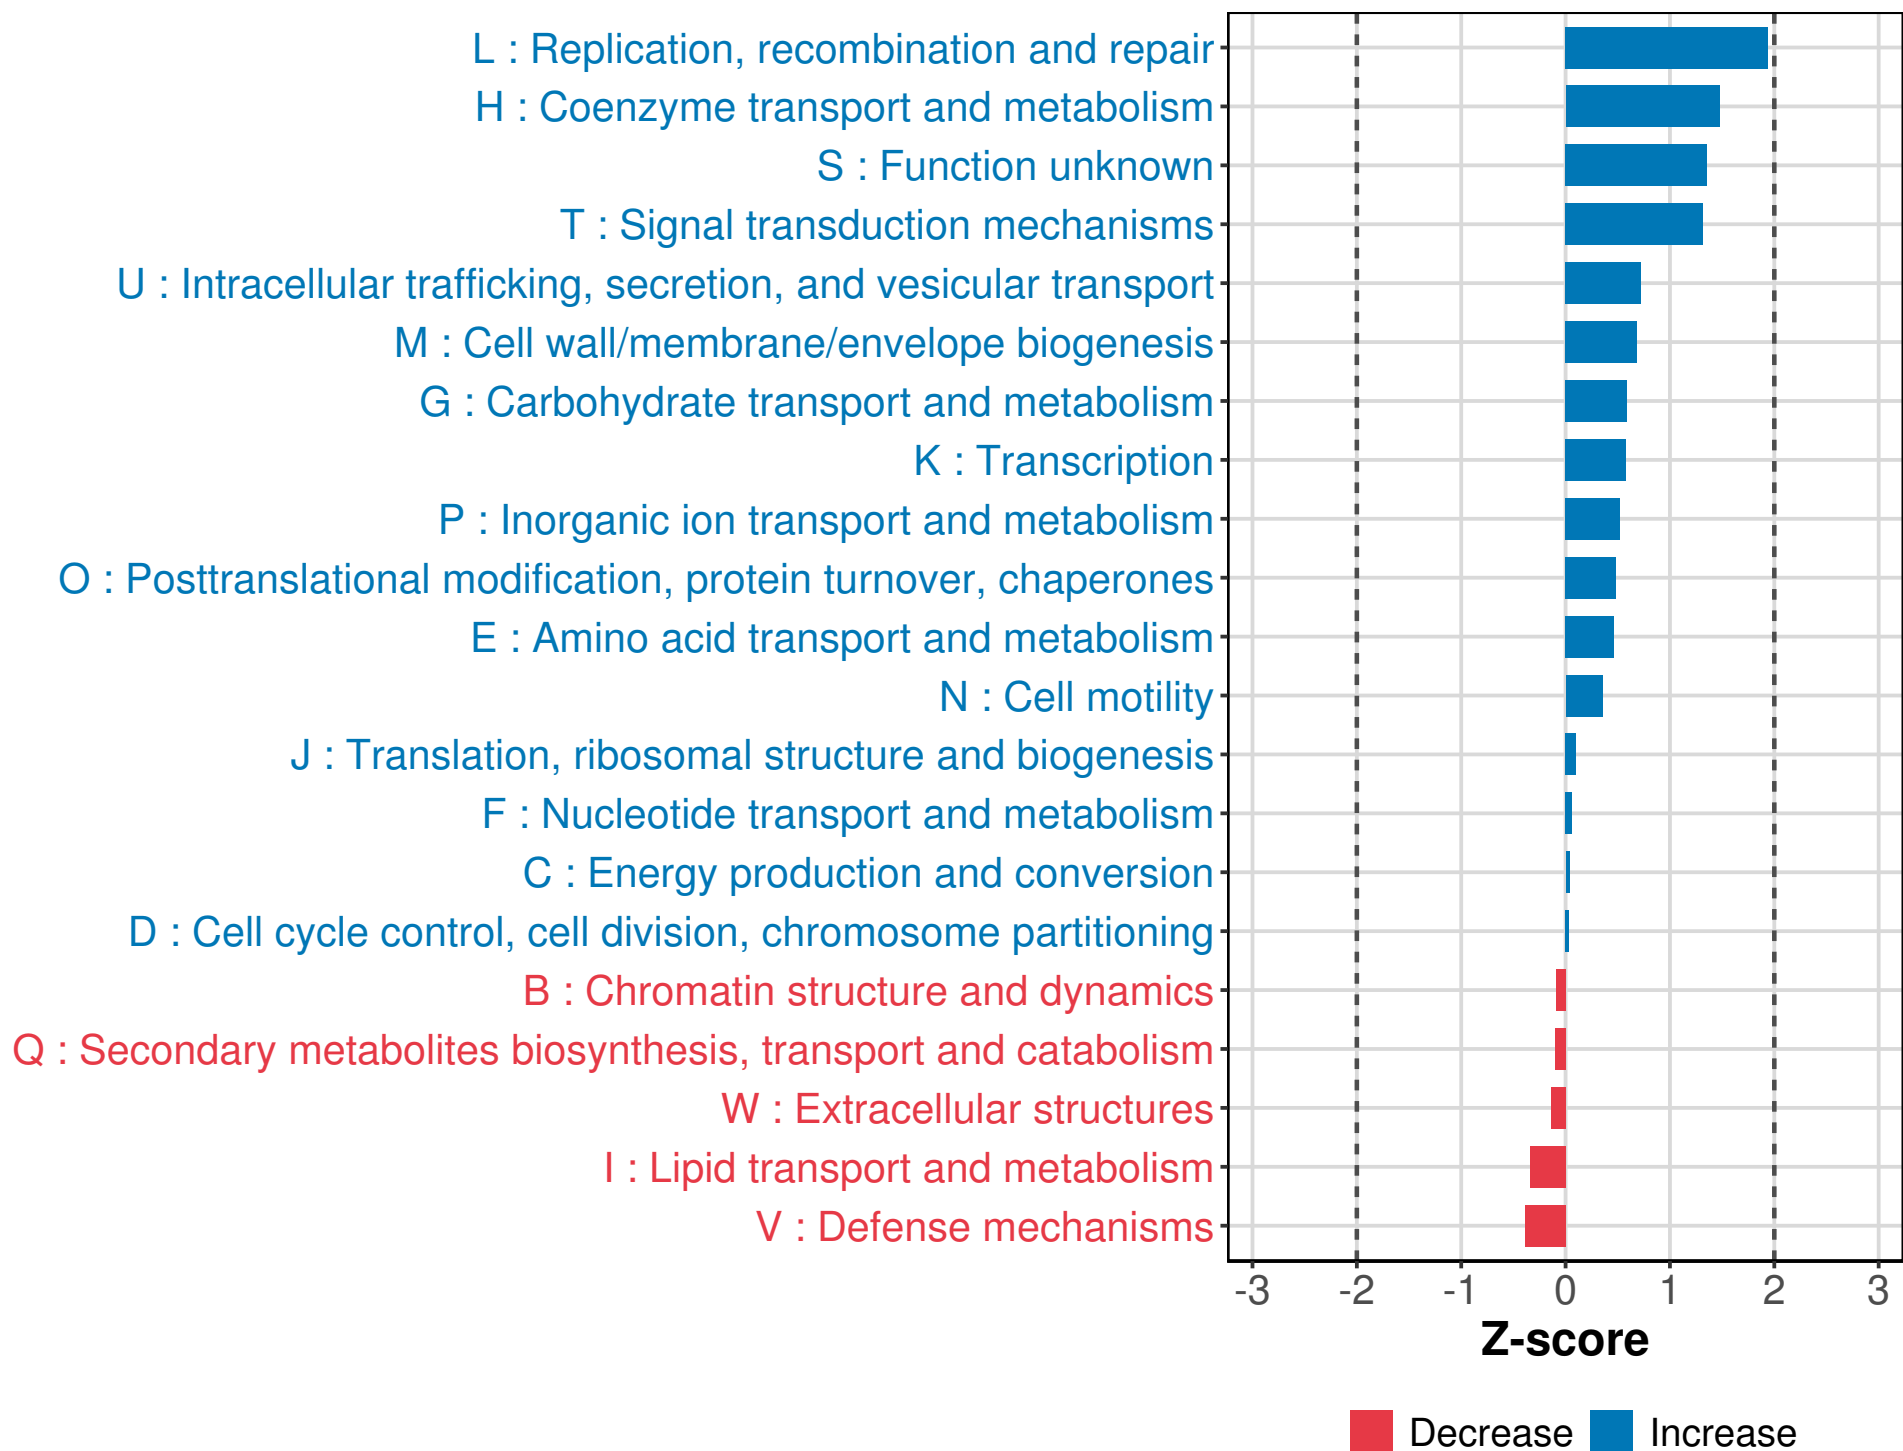 L : Replication, recombination and repair
H : Coenzyme transport and metabolism
S : Function unknown
T : Signal transduction mechanisms
U : Intracellular trafficking, secretion, and vesicular transport
M : Cell wall/membrane/envelope biogenesis
G : Carbohydrate transport and metabolism
K : Transcription
P : Inorganic ion transport and metabolism
O : Posttranslational modification, protein turnover, chaperones
E : Amino acid transport and metabolism
N : Cell motility
J : Translation, ribosomal structure and biogenesis
F : Nucleotide transport and metabolism
C : Energy production and conversion
D : Cell cycle control, cell division, chromosome partitioning
B : Chromatin structure and dynamics
Q : Secondary metabolites biosynthesis, transport and catabolism
W : Extracellular structures
I : Lipid transport and metabolism
V : Defense mechanisms
-3 -2 -1 0 1 2 3
Z-score
Decrease Increase